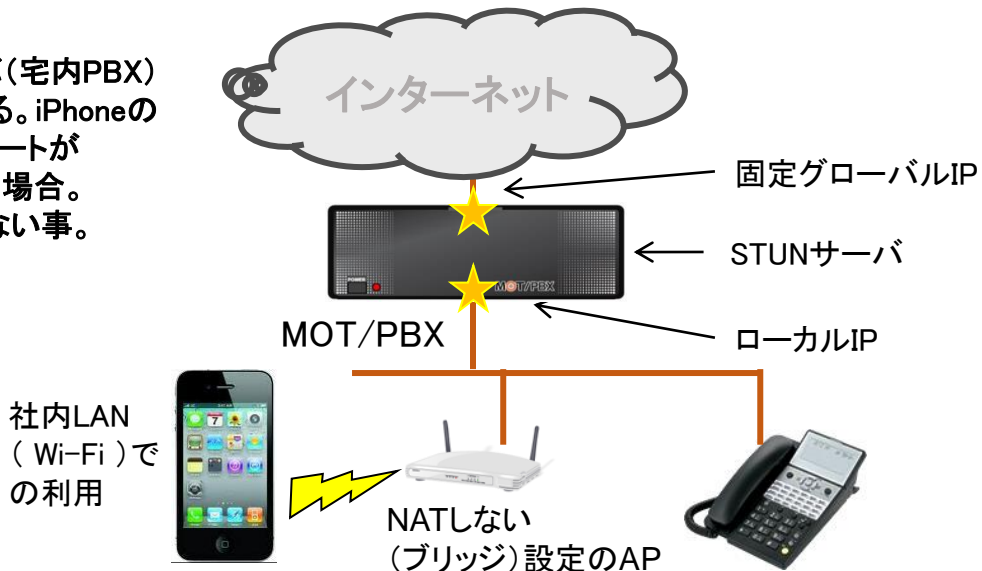 インターネット
(宅内PBX)
る。iPhoneの
ートが
場合。
ない事。
固定グローバルIP
STUNサーバ
ローカルIP
POWER
MOT/PBX
MOT/PBX
社内LAN
( Wi-Fi )で
の利用
NATしない
(ブリッジ)設定のAP